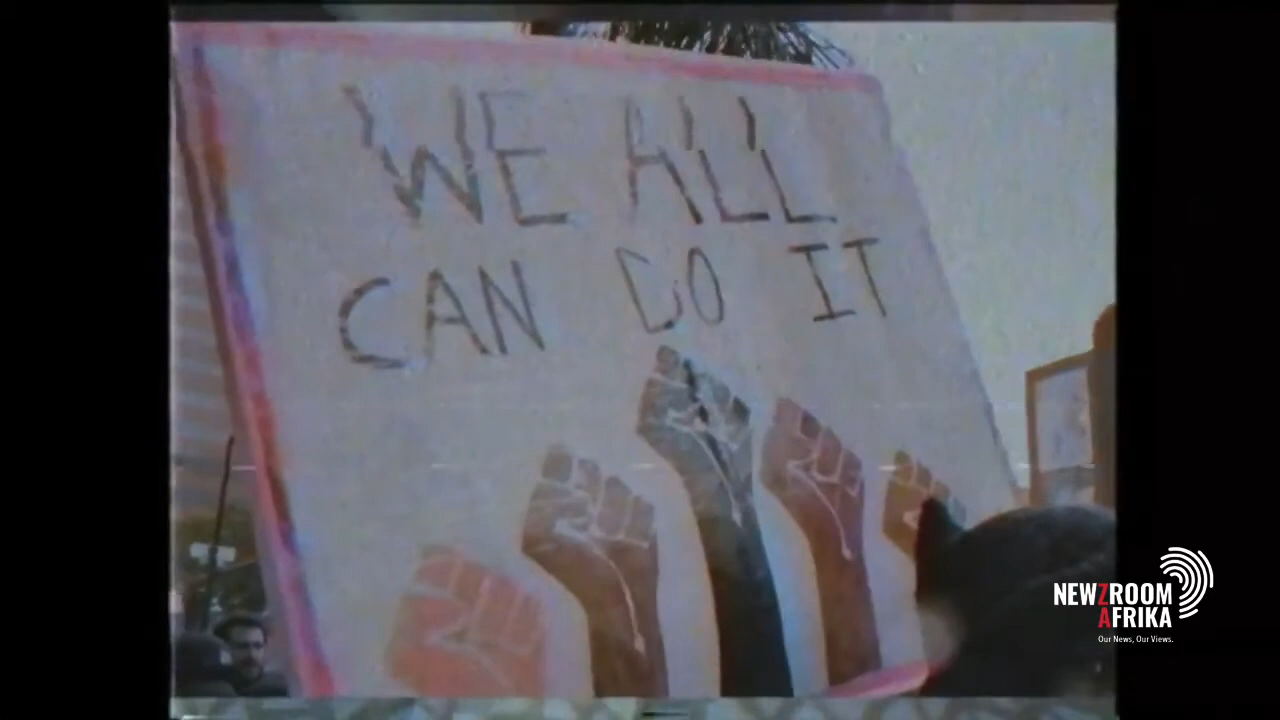 WE ALL
CAN DO IT
NEWZROOM
AFRIKA
Our News, Our Views.